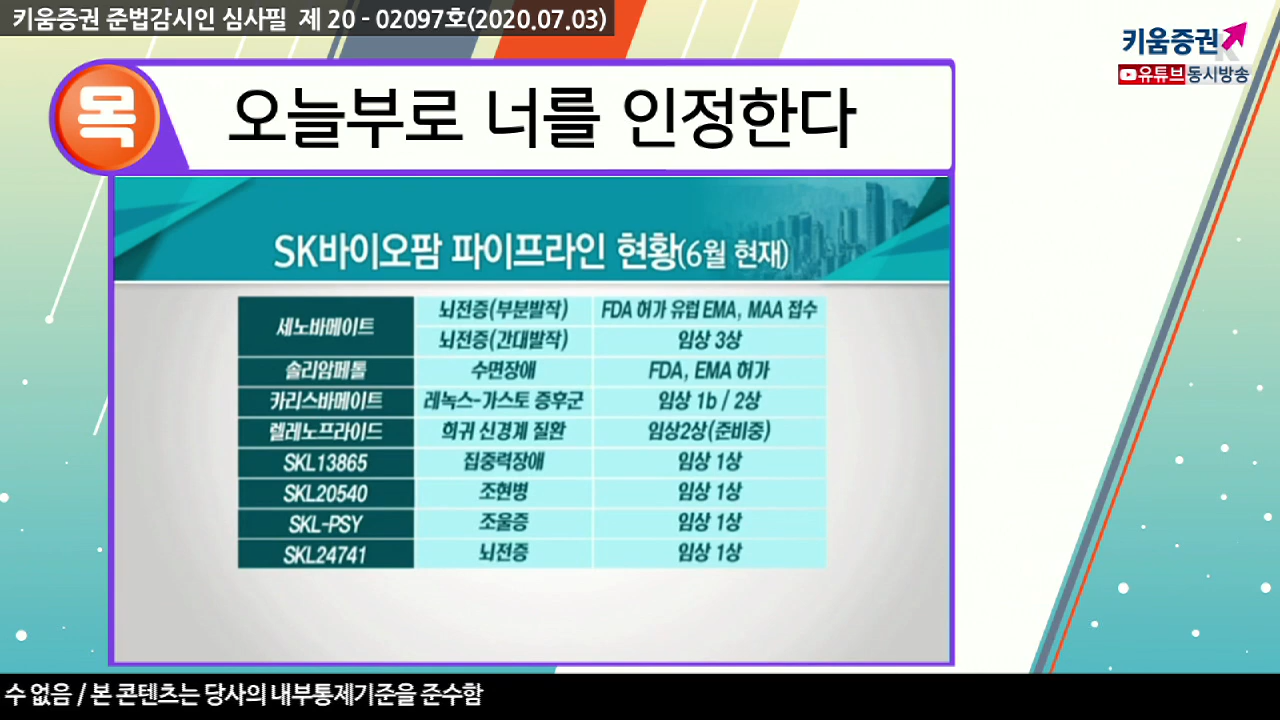 키움증권 준법감시인 심사필 제 20 - 02097호(2020.07.03)
키움증권
유튜브 동시방송
목
오늘부로 너를 인정한다
SK바이오팜 파이프라인 현황(6월 현재)
세노바메이트 뇌전증(부분발작) FDA 허가 유럽 EMA, MAA 접수
뇌전증(간대발작) 임상 3상
솔리암페톨 수면장애 FDA, EMA 허가
카리스바메이트 레녹스-가스토 증후군 임상 1b / 2상
렐레노프라이드 희귀 신경계 질환 임상2상(준비중)
SKL13865 집중력장애 임상 1상
SKL20540 조현병 임상 1상
SKL-PSY 조울증 임상 1상
SKL24741 뇌전증 임상 1상
수 없음 / 본 콘텐츠는 당사의 내부통제기준을 준수함